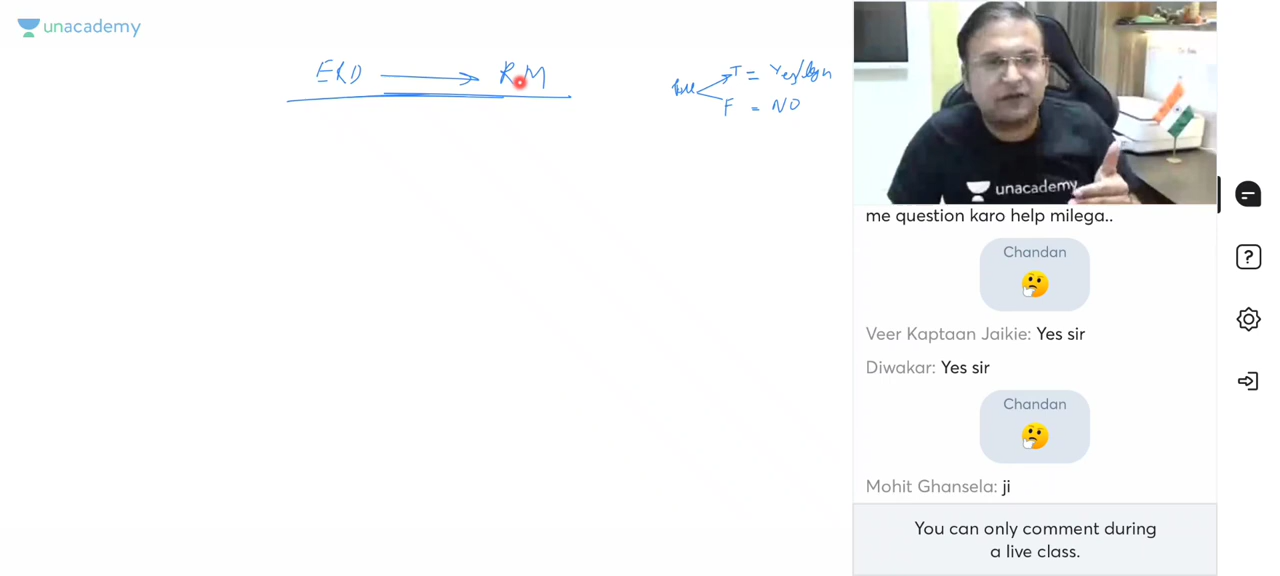 unacademy
ERD → RM
T = Yes/
F = NO
unacademy
me question karo help milega..
Chandan
Veer Kaptaan Jaikie: Yes sir
Diwakar: Yes sir
Chandan
Mohit Ghansela: ji
You can only comment during
a live class.
?